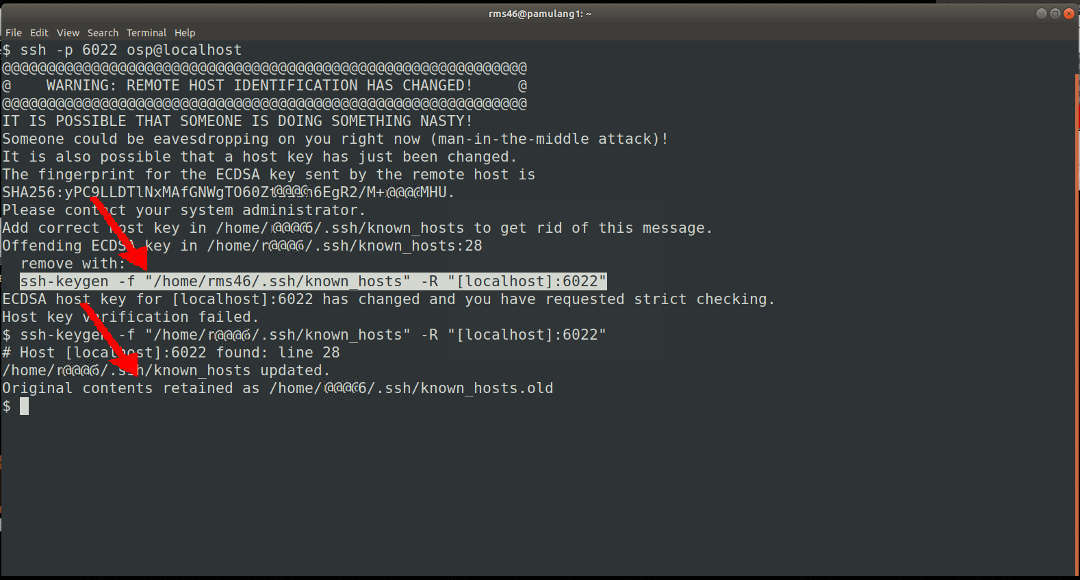 rms46@pamulang1: ~
File Edit View Search Terminal Help
$ ssh -p 6022 osp@localhost
@@@@@@@@@@@@@@@@@@@@@@@@@@@@@@@@@@@@@@@@@@@@@@@@@@@@@@@@@@@
@    WARNING: REMOTE HOST IDENTIFICATION HAS CHANGED!     @
@@@@@@@@@@@@@@@@@@@@@@@@@@@@@@@@@@@@@@@@@@@@@@@@@@@@@@@@@@@
IT IS POSSIBLE THAT SOMEONE IS DOING SOMETHING NASTY!
Someone could be eavesdropping on you right now (man-in-the-middle attack)!
It is also possible that a host key has just been changed.
The fingerprint for the ECDSA key sent by the remote host is
Please contact your system administrator.
Add correct host key in /home/r@@@@6/.ssh/known_hosts to get rid of this message.
Offending ECDSA key in /home/r@@@@6/.ssh/known_hosts:28
  remove with:
  ssh-keygen -f "/home/rms46/.ssh/known_hosts" -R "[localhost]:6022"
ECDSA host key for [localhost]:6022 has changed and you have requested strict checking.
Host key verification failed.
$ ssh-keygen -f "/home/r@@@@6/.ssh/known_hosts" -R "[localhost]:6022"
# Host [localhost]:6022 found: line 28
/home/r@@@@6/.ssh/known_hosts updated.
Original contents retained as /home/r@@@@6/.ssh/known_hosts.old
$